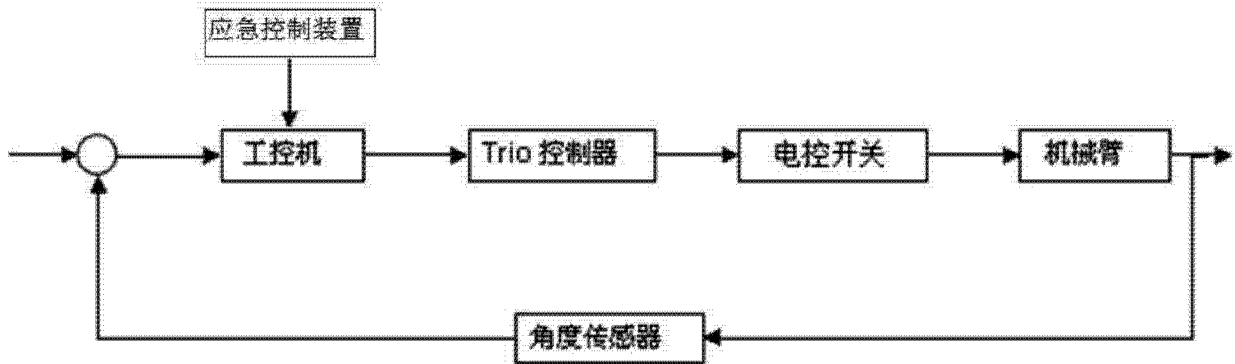 应急控制装置
工控机
Trio 控制器
电控开关
机械臂
角度传感器